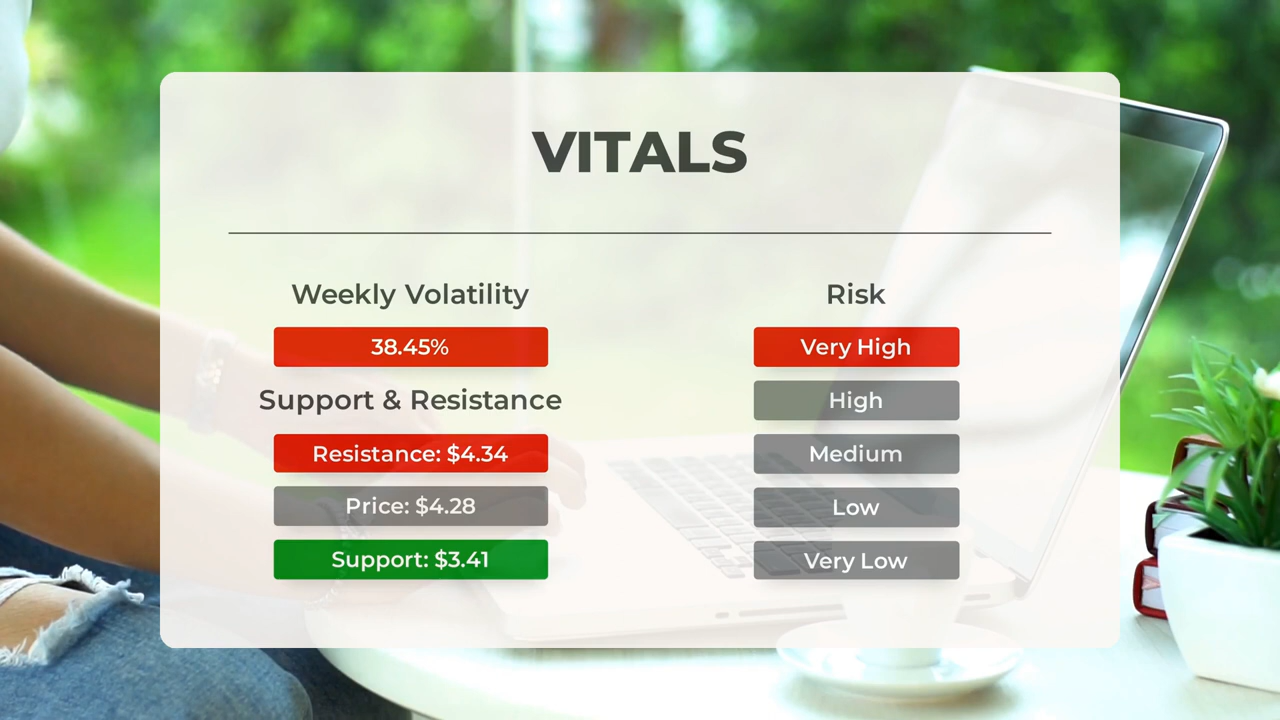 VITALS
Weekly Volatility
38.45%
Support & Resistance
Resistance: $4.34
Price: $4.28
Support: $3.41
Risk
Very High
High
Medium
Low
Very Low